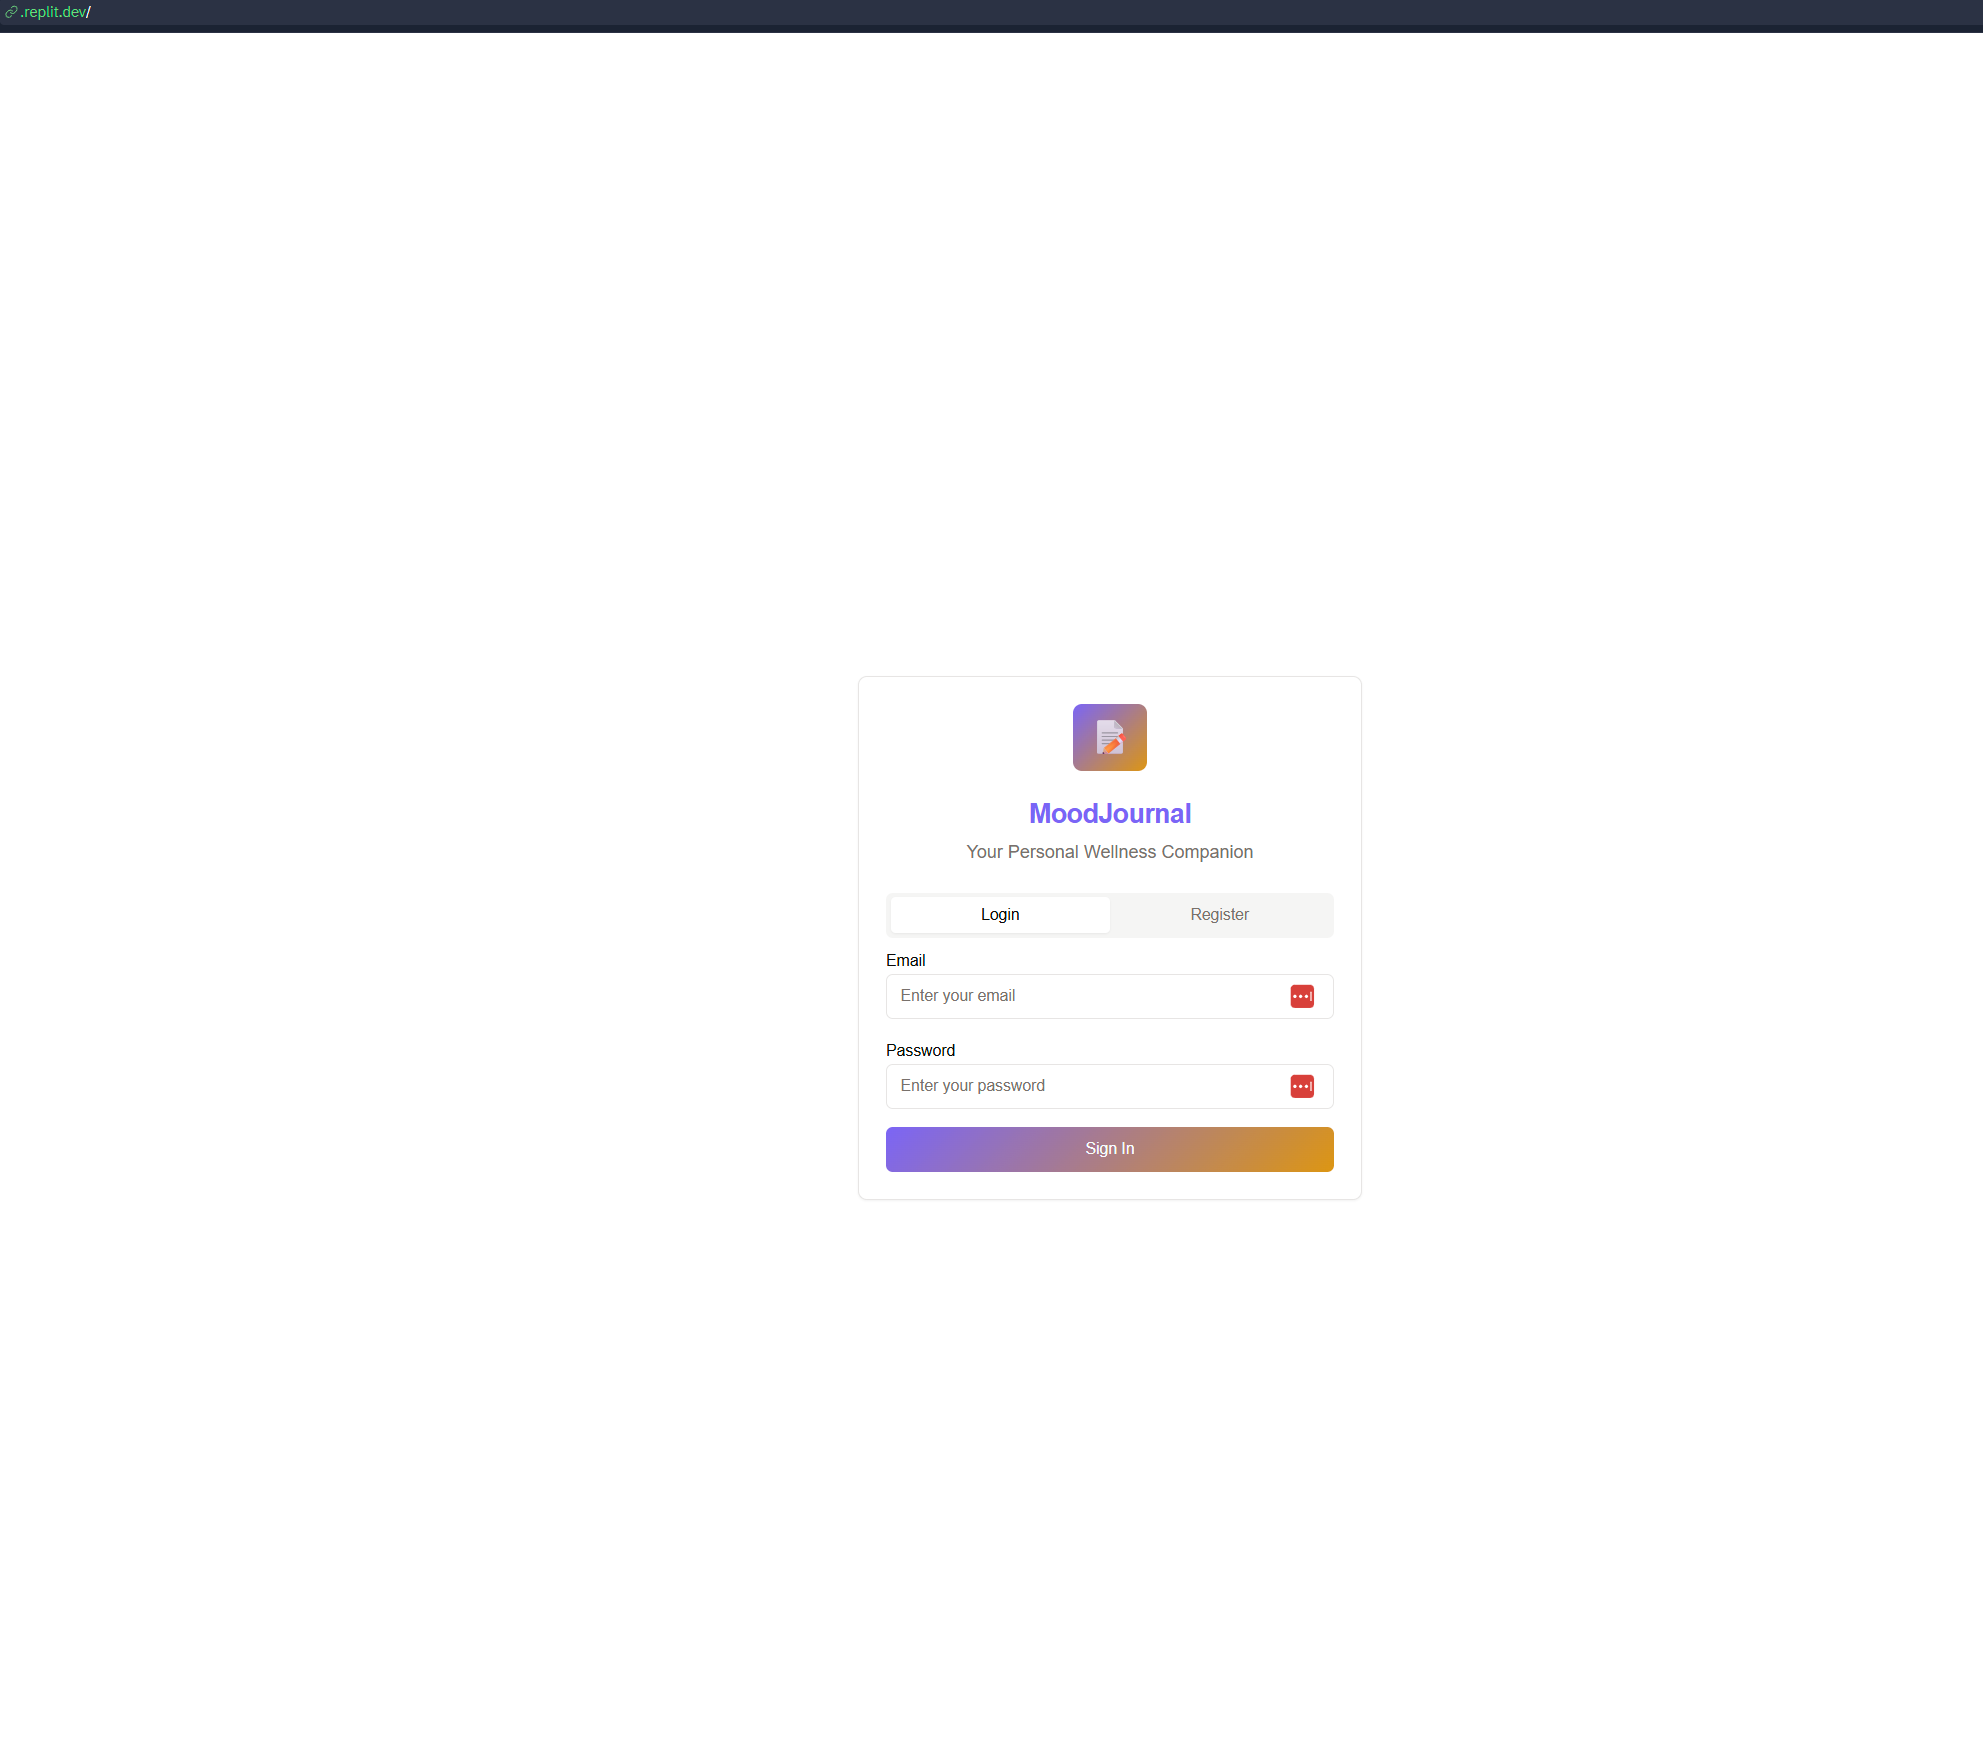 .replit.dev/
MoodJournal
Your Personal Wellness Companion
Login
Register
Email
Enter your email
Password
Enter your password
Sign In